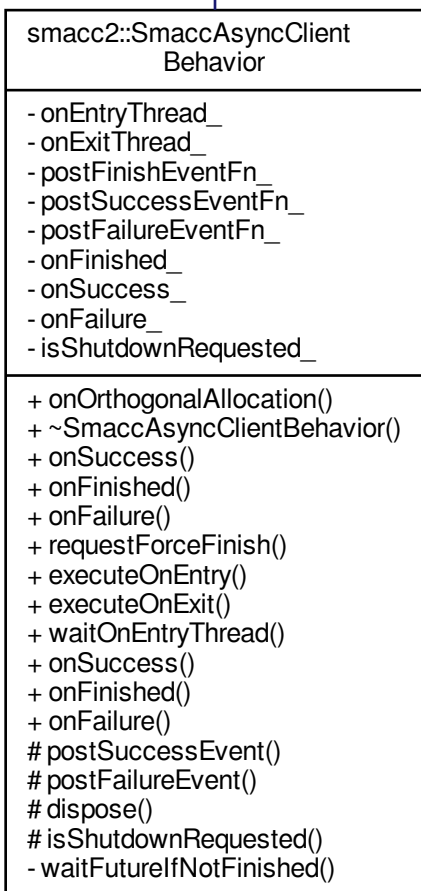 smacc2::SmaccAsyncClient
Behavior
- onEntryThread_
- onExitThread_
- postFinishEventFn_
- postSuccessEventFn_
- postFailureEventFn_
- onFinished_
- onSuccess_
- onFailure_
- isShutdownRequested_
+ onOrthogonalAllocation()
+ ~SmaccAsyncClientBehavior()
+ onSuccess()
+ onFinished()
+ onFailure()
+ requestForceFinish()
+ executeOnEntry()
+ executeOnExit()
+ waitOnEntryThread()
+ onSuccess()
+ onFinished()
+ onFailure()
# postSuccessEvent()
# postFailureEvent()
# dispose()
# isShutdownRequested()
- waitFutureIfNotFinished()